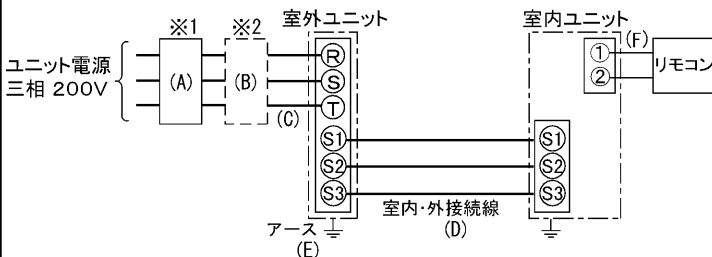 ※1
※2
室外ユニット
室内ユニット
ユニット電源
三相 200V
(A)
(B)
(C)
R
S
T
S1
S2
S3
①
②
(F)
リモコン
S1
S2
S3
室内・外接続線
(D)
アース
(E)